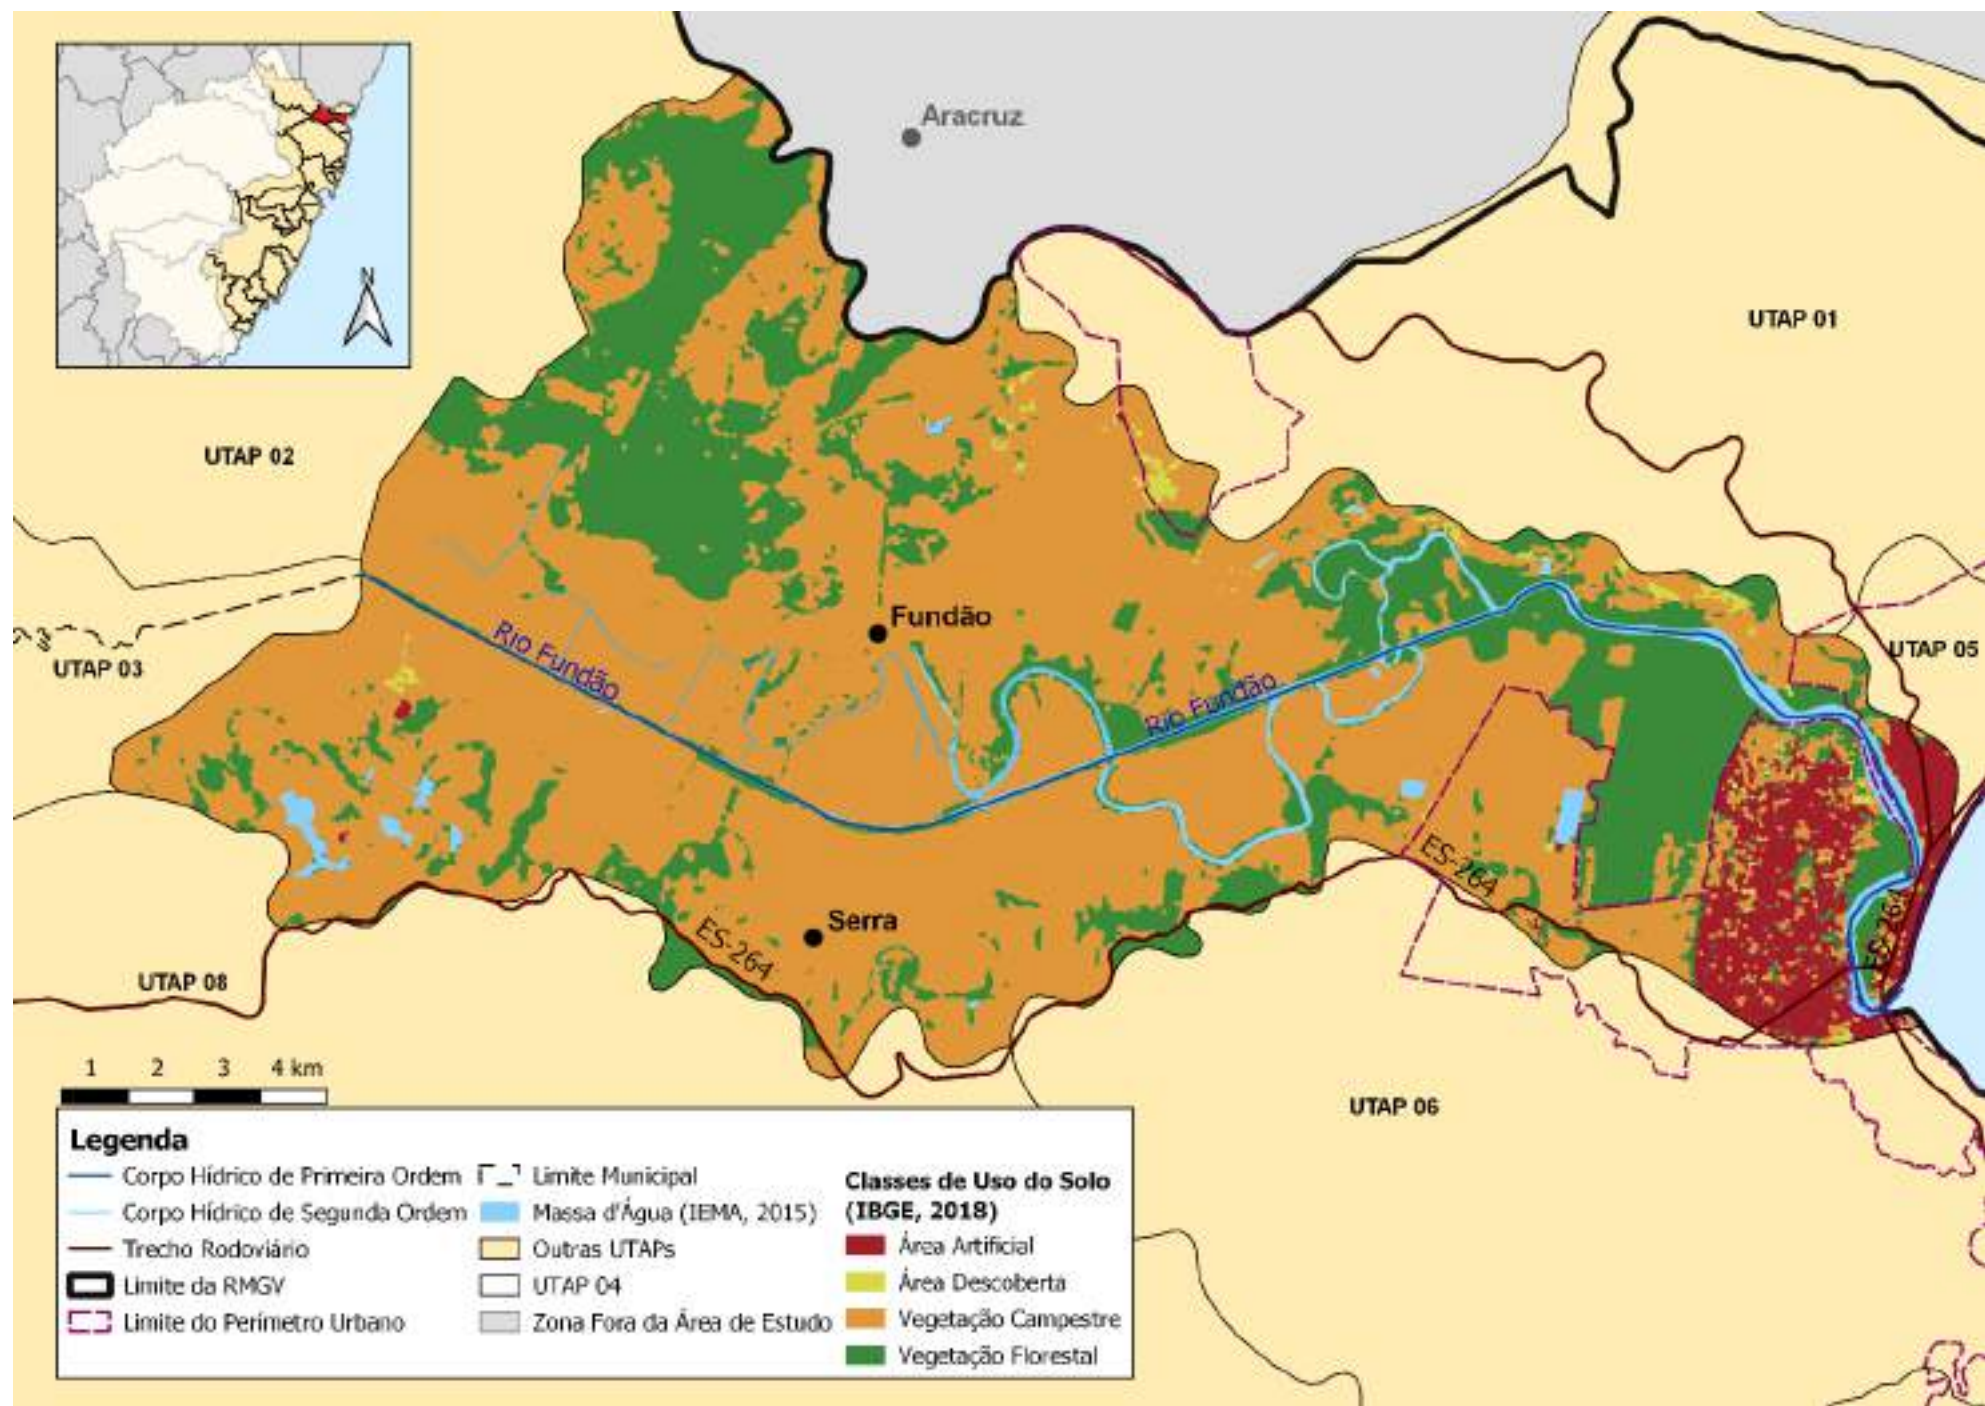 N
Aracruz
UTAP 01
UTAP 02
Fundão
Rio Fundão
UTAP 03
UTAP 05
Rio Fundão
ES-264
Serra
ES-264
ES-264
UTAP 08
UTAP 06
1 2 3 4 km
Legenda
Corpo Hídrico de Primeira Ordem
Corpo Hídrico de Segunda Ordem
Trecho Rodoviário
Limite da RMGV
Limite do Perímetro Urbano
Limite Municipal
Massa d'Água (IEMA, 2015)
Outras UTAPs
UTAP 04
Zona Fora da Área de Estudo
Classes de Uso do Solo
(IBGE, 2018)
Área Artificial
Área Descoberta
Vegetação Campestre
Vegetação Florestal